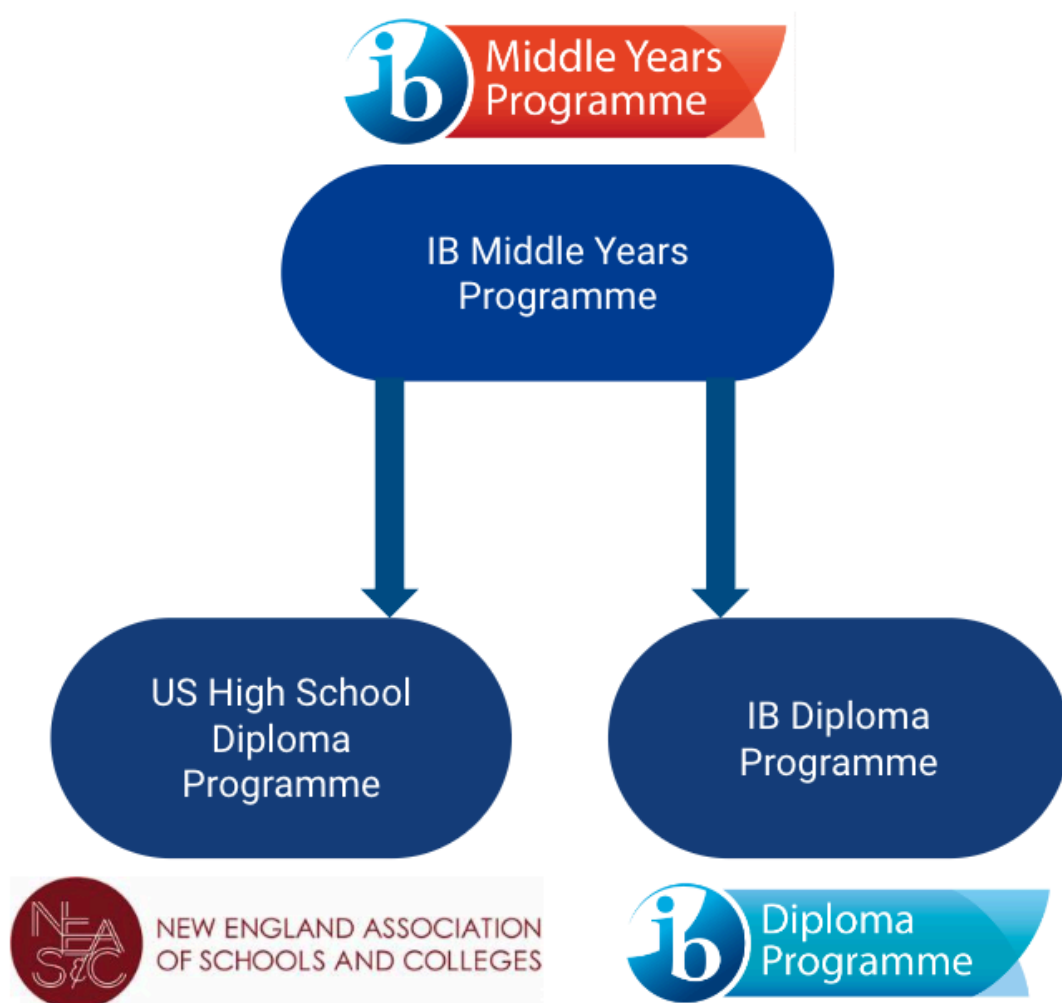 ib Middle Years
Programme
IB Middle Years
Programme
US High School
Diploma
Programme
IB Diploma
Programme
NEA
S&C
NEW ENGLAND ASSOCIATION
OF SCHOOLS AND COLLEGES
ib Diploma
Programme